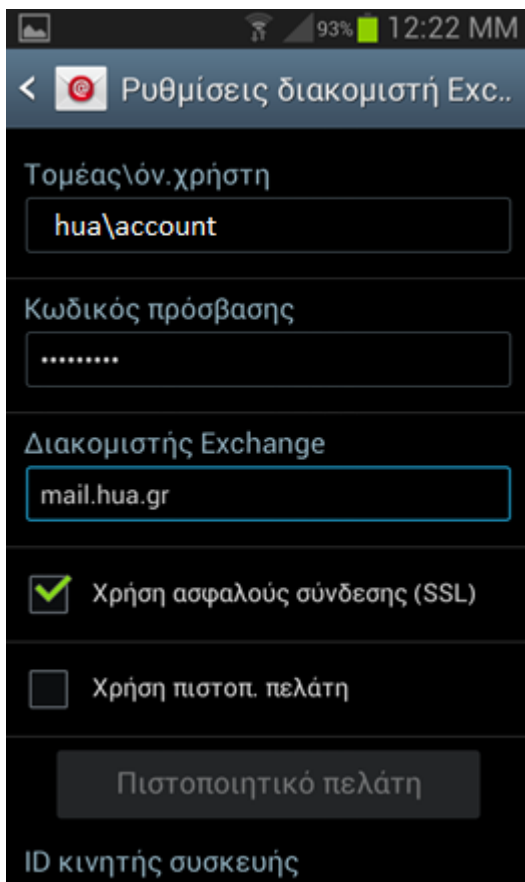 93% 12:22 MM
< Ρυθμίσεις διακομιστή Exc..
Τομέας\όν.χρήστη
hua\account
Κωδικός πρόσβασης
•••••••••
Διακομιστής Exchange
mail.hua.gr
Χρήση ασφαλούς σύνδεσης (SSL)
Χρήση πιστοπ. πελάτη
Πιστοποιητικό πελάτη
ID κινητής συσκευής